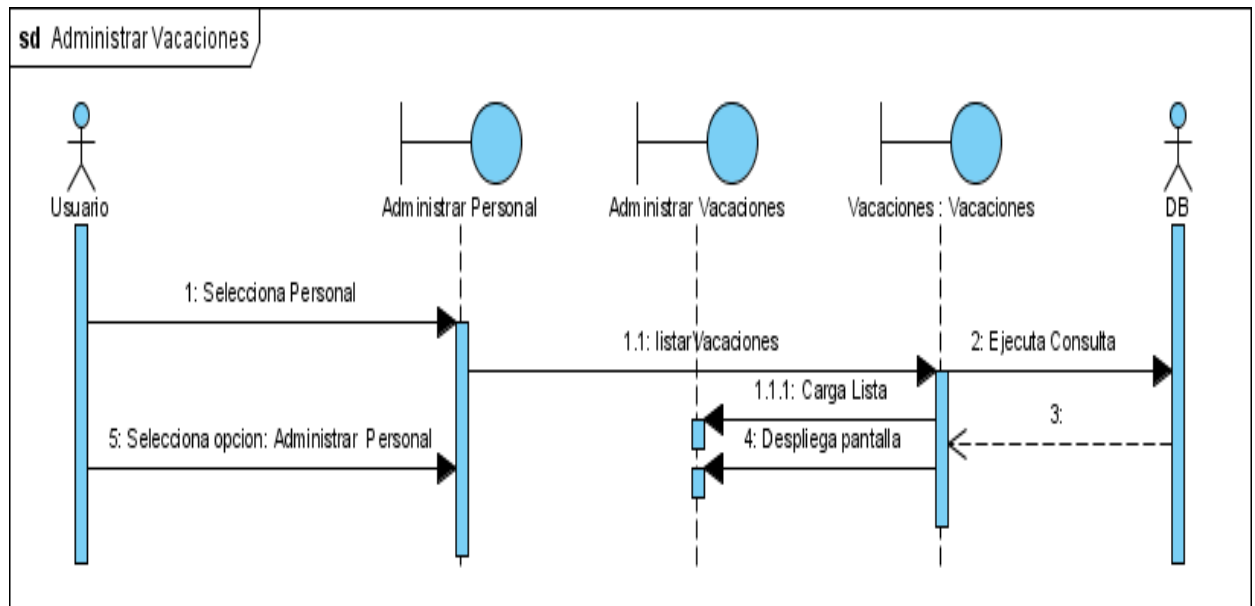 sd Administrar Vacaciones
Usuario
Administrar Personal
Administrar Vacaciones
Vacaciones : Vacaciones
DB
1: Selecciona Personal
1.1: listarVacaciones
2: Ejecuta Consulta
1.1.1: Carga Lista
3:
5: Selecciona opcion: Administrar Personal
4: Despliega pantalla